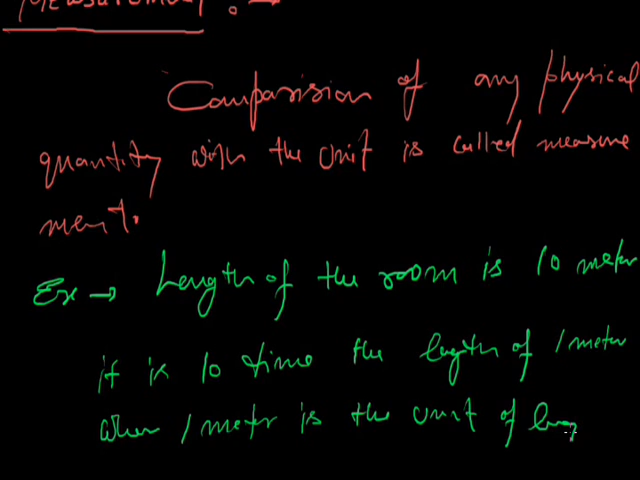 Measurement : →
Comparision of any physical
quantity with the unit is called measure
ment.
Ex → Length of the room is 10 meter
it is 10 time the length of 1 meter
when 1 meter is the unit of leng